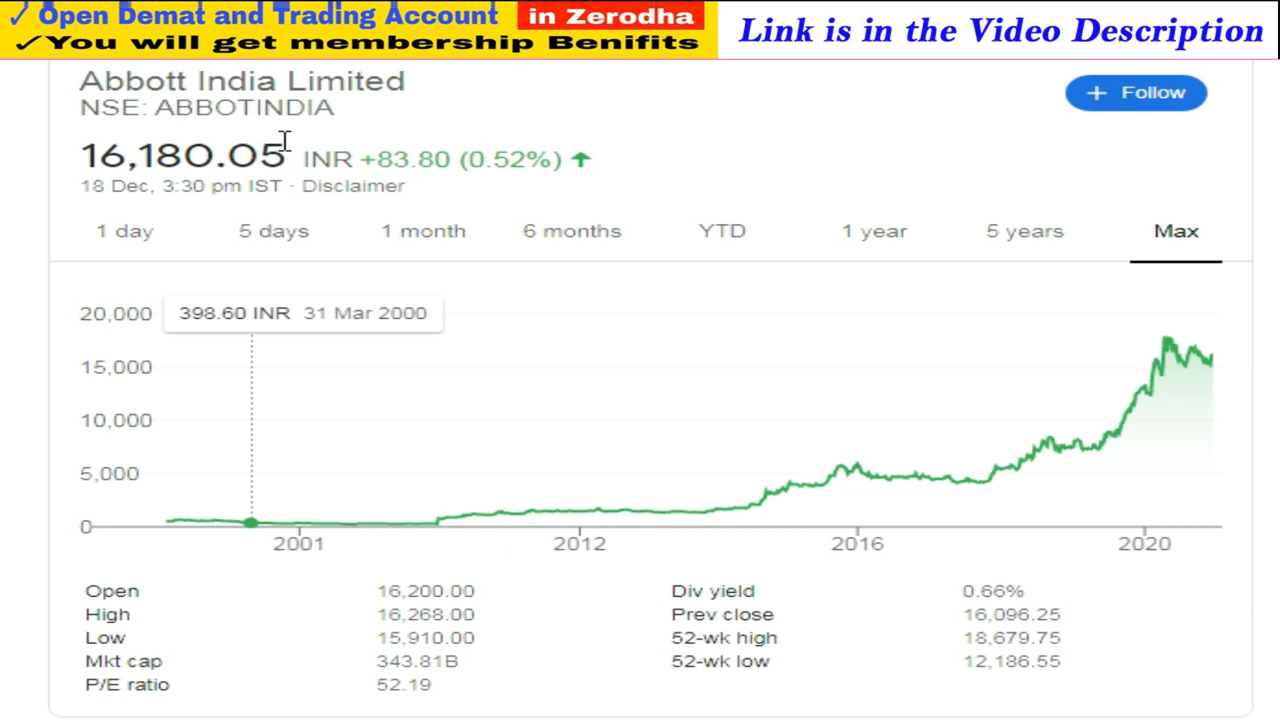 ✓ Open Demat and Trading Account in Zerodha
✓You will get membership Benifits
Link is in the Video Description
Abbott India Limited
NSE: ABBOTINDIA
+ Follow
16,180.05 INR +83.80 (0.52%) ↑
18 Dec, 3:30 pm IST · Disclaimer
1 day 5 days 1 month 6 months YTD 1 year 5 years Max
398.60 INR 31 Mar 2000
20,000
15,000
10,000
5,000
0
2001 2012 2016 2020
Open 16,200.00 Div yield 0.66%
High 16,268.00 Prev close 16,096.25
Low 15,910.00 52-wk high 18,679.75
Mkt cap 343.81B 52-wk low 12,186.55
P/E ratio 52.19